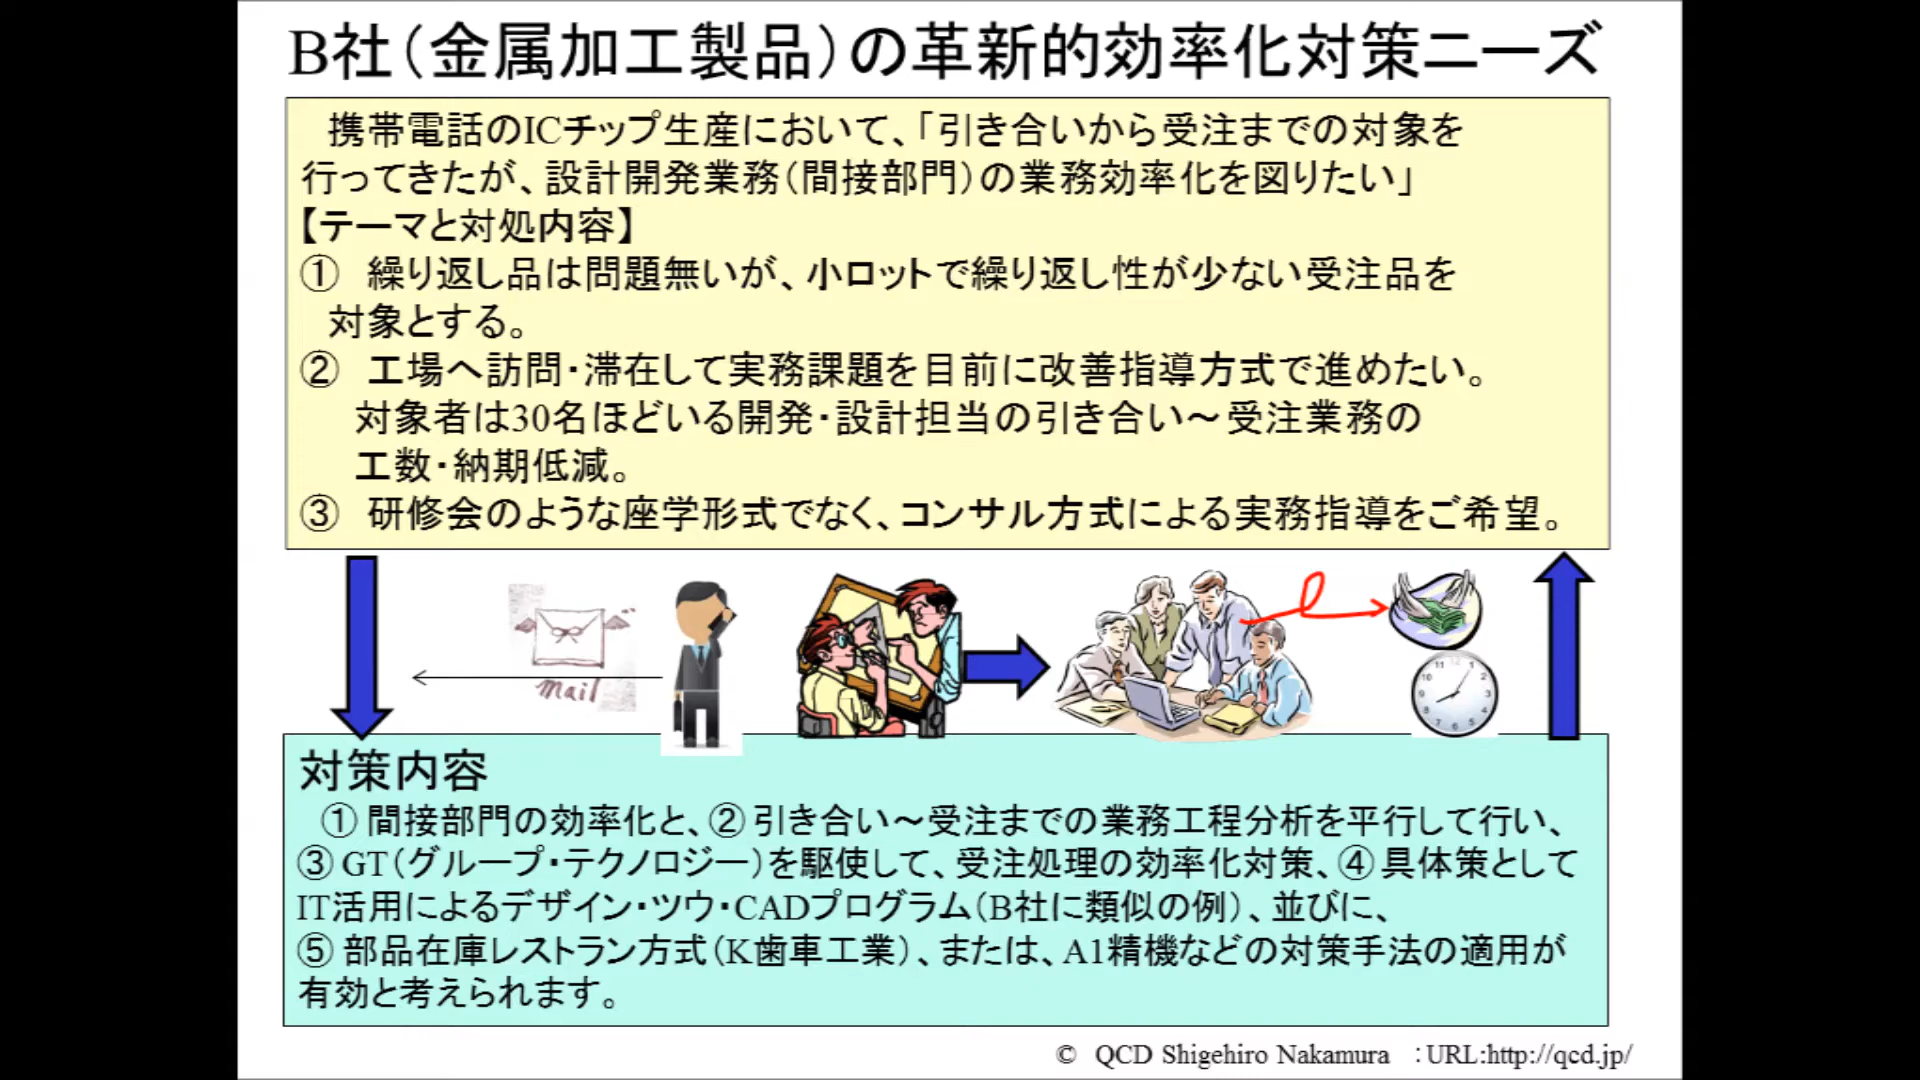 B社（金属加工製品）の革新的効率化対策ニーズ
携帯電話のICチップ生産において、「引き合いから受注までの対象を
行ってきたが、設計開発業務（間接部門）の業務効率化を図りたい」
【テーマと対処内容】
① 繰り返し品は問題無いが、小ロットで繰り返し性が少ない受注品を
対象とする。
② 工場へ訪問・滞在して実務課題を目前に改善指導方式で進めたい。
対象者は30名ほどいる開発・設計担当の引き合い～受注業務の
工数・納期低減。
③ 研修会のような座学形式でなく、コンサル方式による実務指導をご希望。
mail
対策内容
①間接部門の効率化と、②引き合い～受注までの業務工程分析を平行して行い、
③GT（グループ・テクノロジー）を駆使して、受注処理の効率化対策、④具体策として
IT活用によるデザイン・ツウ・CADプログラム（B社に類似の例）、並びに、
⑤部品在庫レストラン方式（K歯車工業）、または、A1精機などの対策手法の適用が
有効と考えられます。
© QCD Shigehiro Nakamura ：URL:http://qcd.jp/